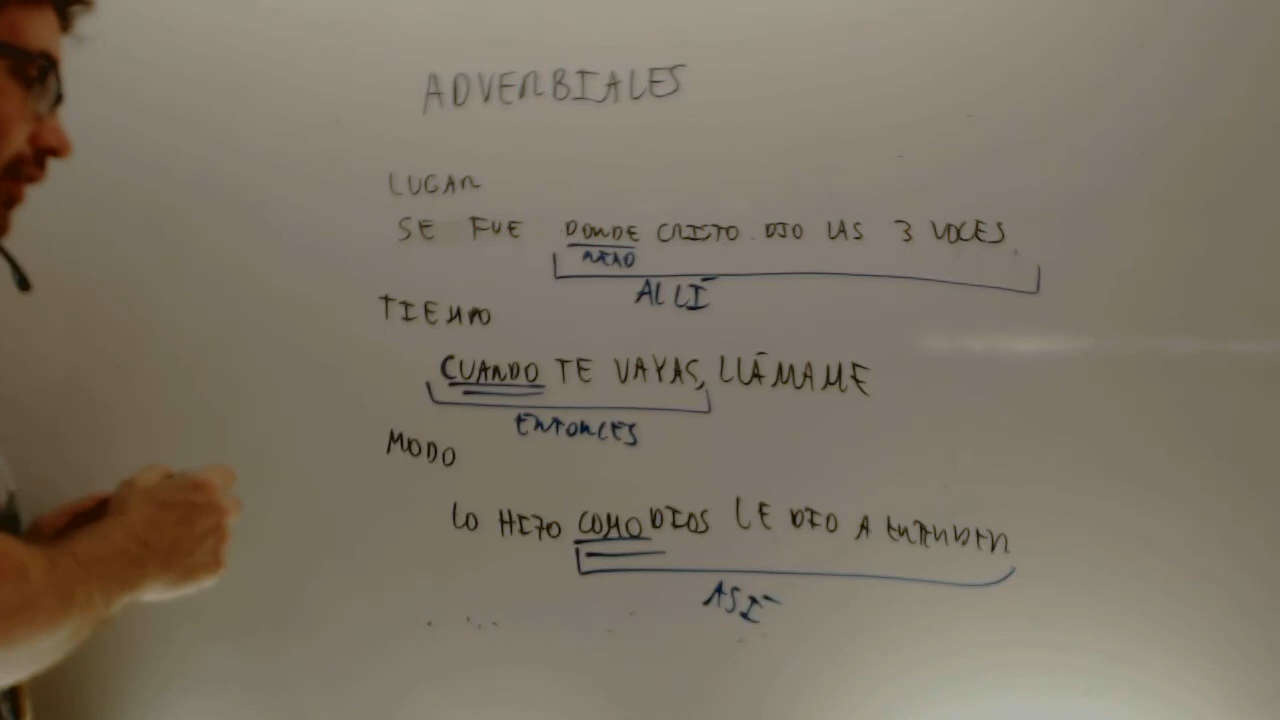 ADVERBIALES
LUGAR
SE FUE DONDE CRISTO DIO LAS 3 VOCES.
NEXO
ALLÍ
TIEMPO
CUANDO TE VAYAS, LLÁMAME
ENTONCES
MODO
LO HIZO COMO DIOS LE DIO A ENTENDER
ASÍ